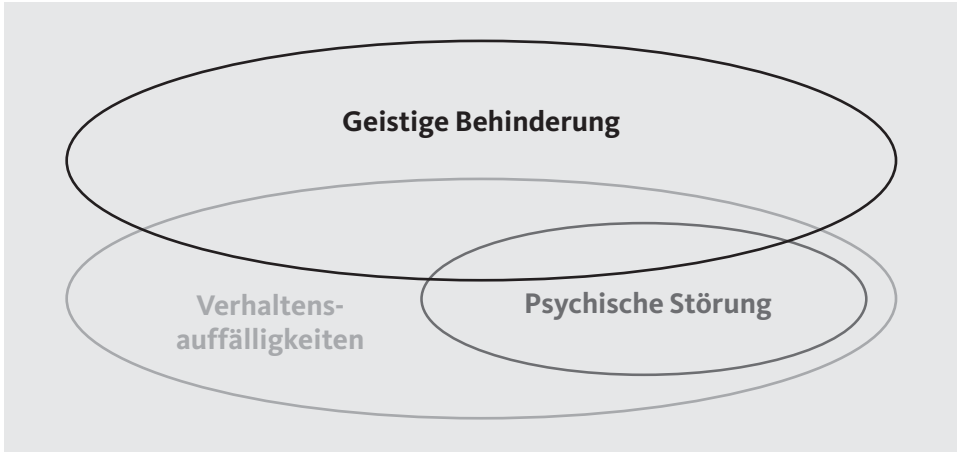 Geistige Behinderung
Verhaltens-
auffälligkeiten
Psychische Störung